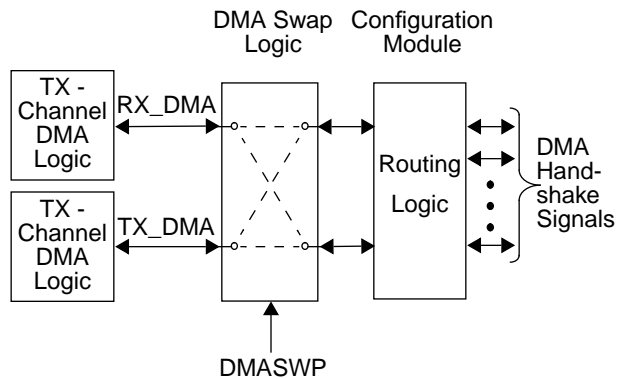 DMA Swap
Logic
Configuration
Module
TX -
Channel
DMA
Logic
RX_DMA
TX -
Channel
DMA
Logic
TX_DMA
Routing
Logic
DMA
Hand-
shake
Signals
DMASWP